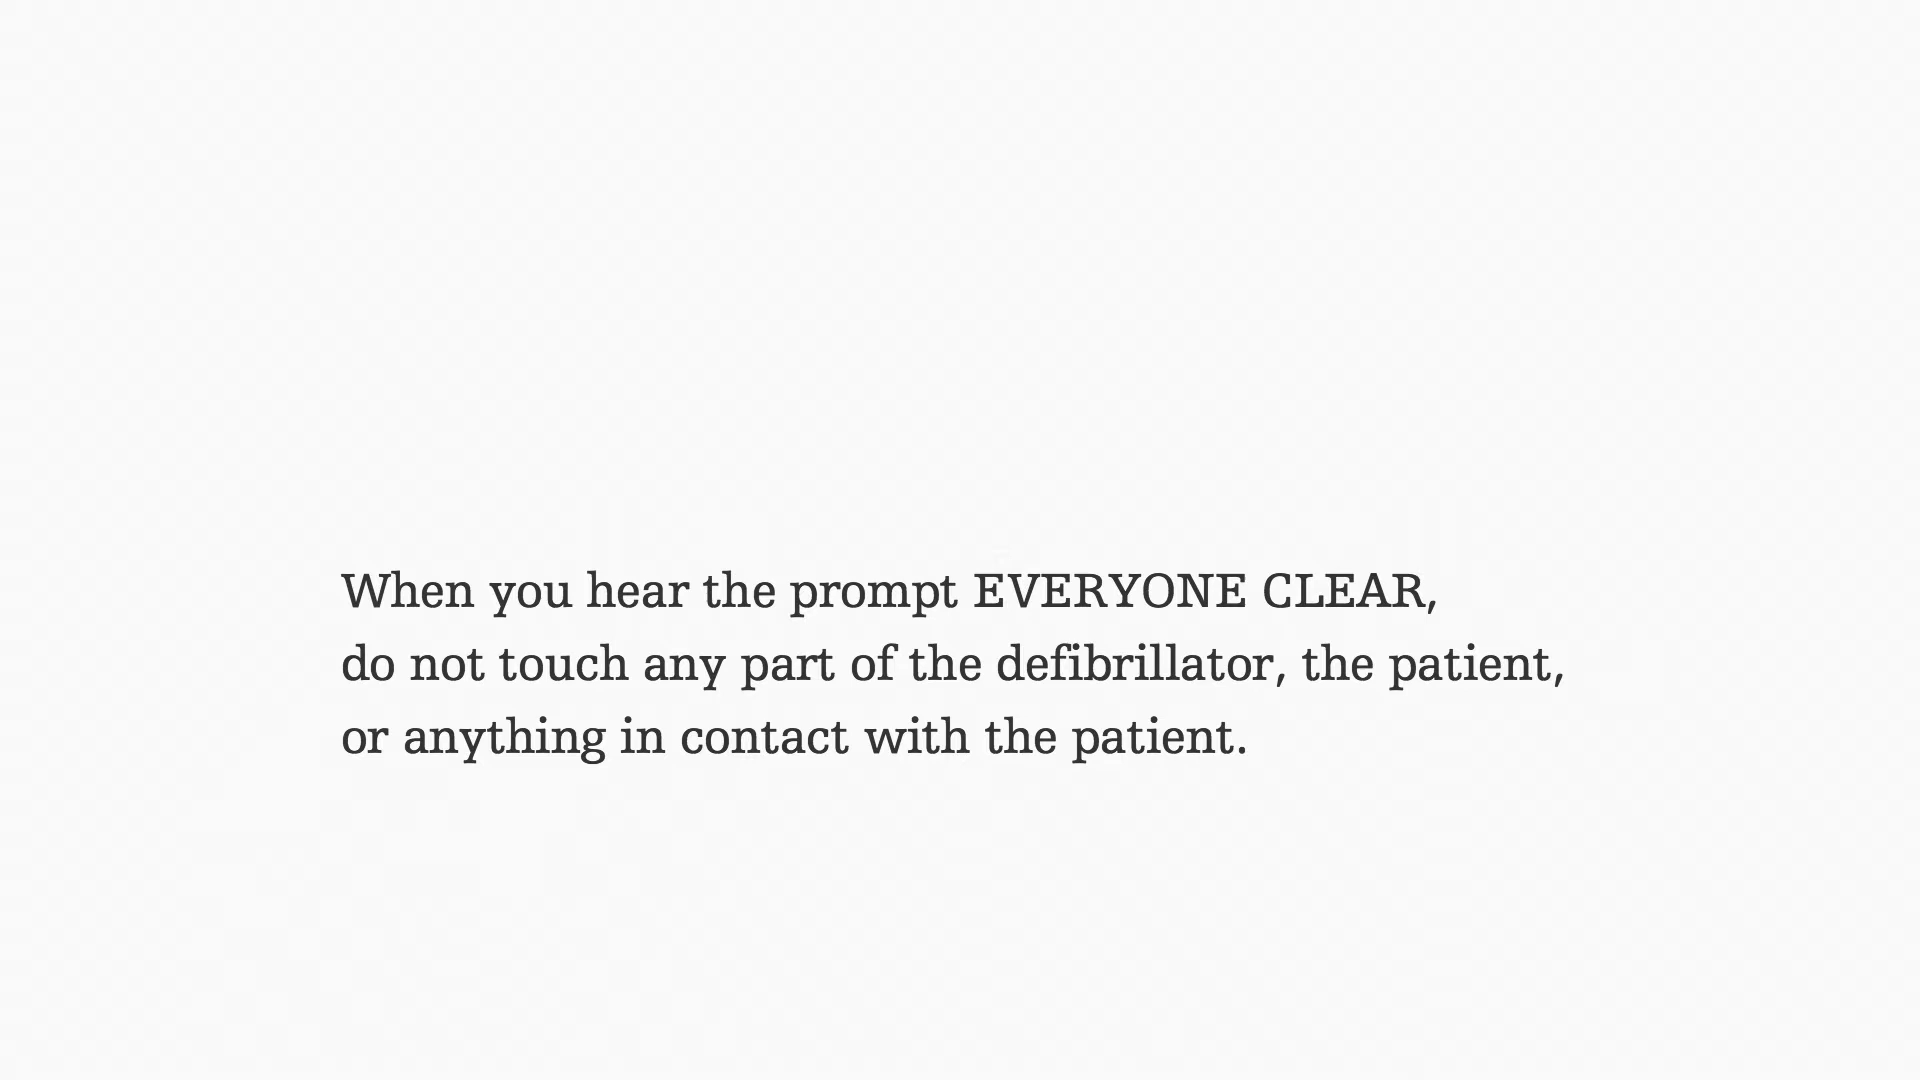 When you hear the prompt EVERYONE CLEAR,
do not touch any part of the defibrillator, the patient,
or anything in contact with the patient.